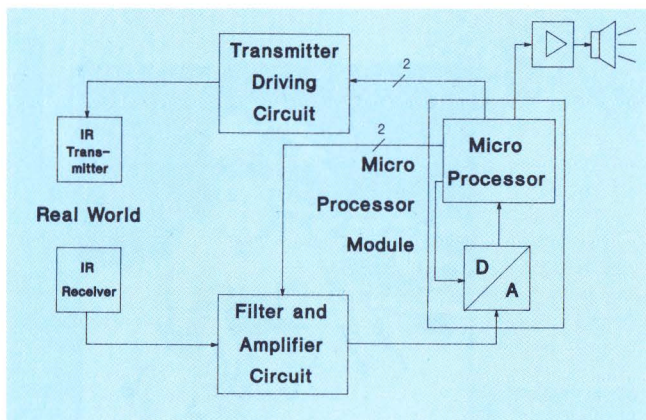 Transmitter
Driving
Circuit
2
IR
Trans-
mitter
2
Micro
Processor
Micro
Processor
Module
Real World
IR
Receiver
D
A
Filter and
Amplifier
Circuit